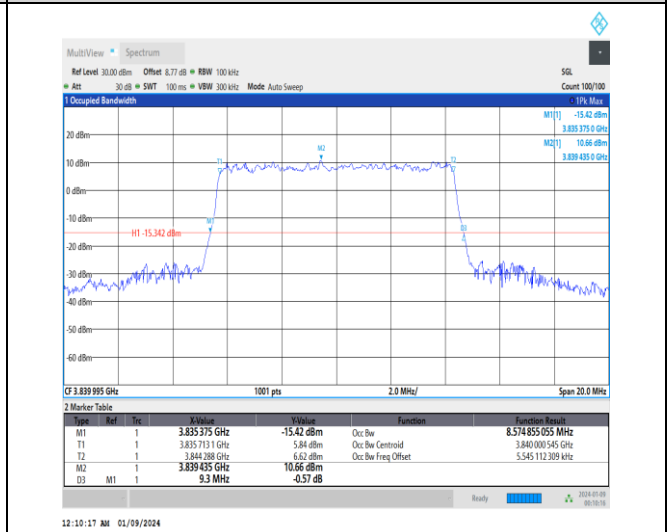 MultiView Spectrum
Ref Level 30.00 dBm Offset 8.77 dB RBW 100 kHz SGL
Att 30 dB SWT 100 ms VBW 300 kHz Mode Auto Sweep Count 100/100
1 Occupied Bandwidth 1Pk Max
M1[1] -15.42 dBm
3.835 375 0 GHz
M2[1] 10.66 dBm
3.839 435 0 GHz
20 dBm
M2
10 dBm
T1
T2
0 dBm
-10 dBm
M1
D3
H1 -15.342 dBm
-20 dBm
-30 dBm
-40 dBm
-50 dBm
-60 dBm
CF 3.839 995 GHz 1001 pts 2.0 MHz/ Span 20.0 MHz
2 Marker Table
Type Ref Trc X-Value Y-Value Function Function Result
M1 1 3.835 375 GHz -15.42 dBm Occ Bw 8.574 855 055 MHz
T1 1 3.835 713 1 GHz 5.84 dBm Occ Bw Centroid 3.840 000 545 GHz
T2 1 3.844 288 GHz 6.62 dBm Occ Bw Freq Offset 5.545 112 309 kHz
M2 1 3.839 435 GHz 10.66 dBm
D3 M1 1 9.3 MHz -0.57 dB
Ready 2024-01-09
00:10:16
12:10:17 AM 01/09/2024